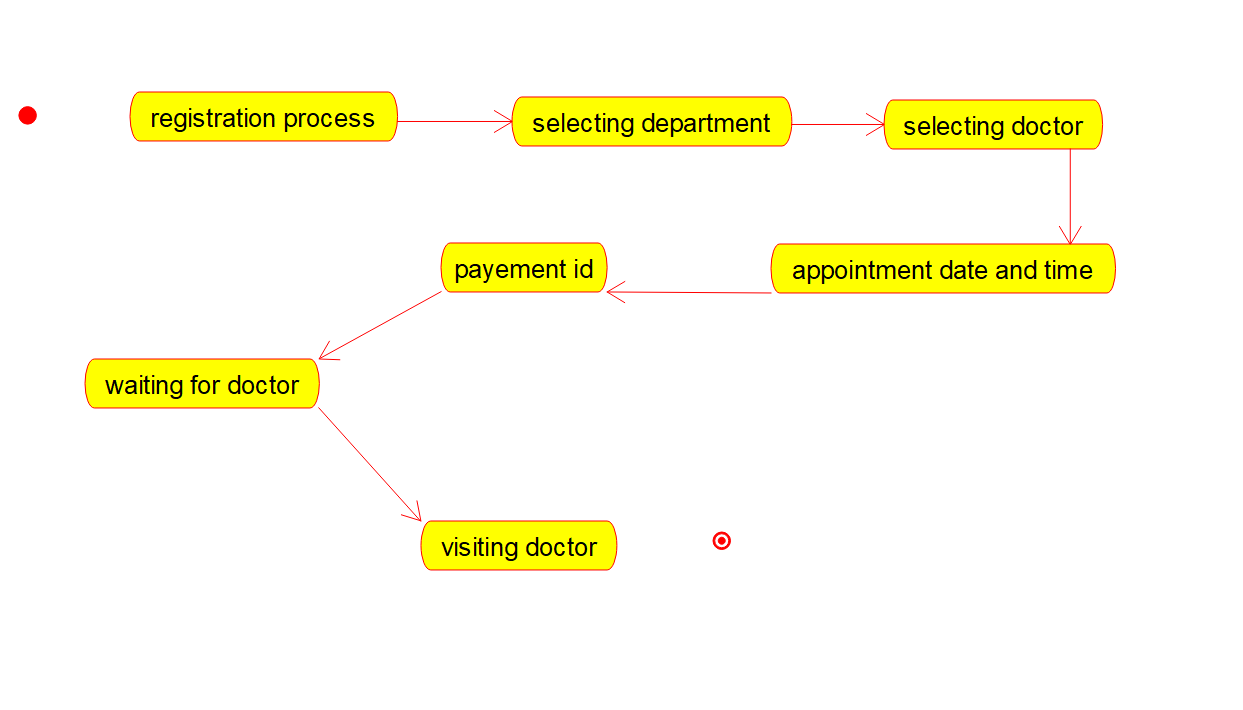 registration process
selecting department
selecting doctor
appointment date and time
payement id
waiting for doctor
visiting doctor